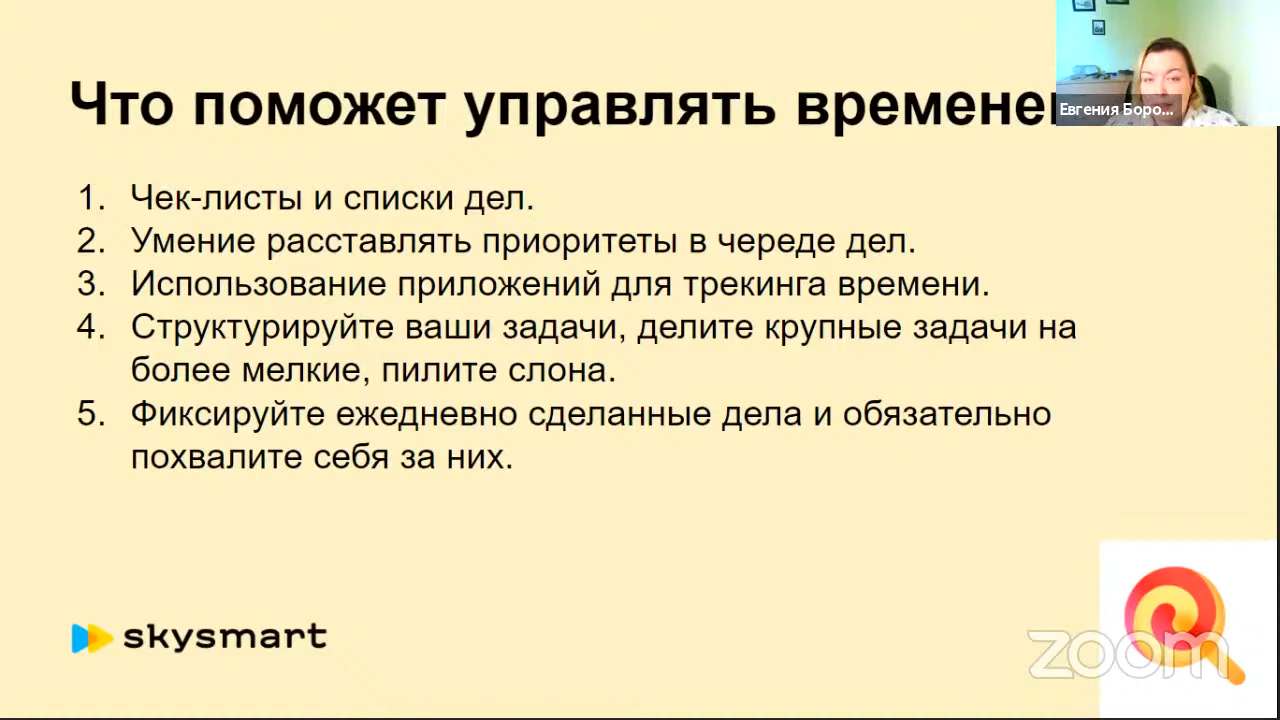 Что поможет управлять времене
Евгения Боро...
1. Чек-листы и списки дел.
2. Умение расставлять приоритеты в череде дел.
3. Использование приложений для трекинга времени.
4. Структурируйте ваши задачи, делите крупные задачи на
более мелкие, пилите слона.
5. Фиксируйте ежедневно сделанные дела и обязательно
похвалите себя за них.
skysmart
zoom